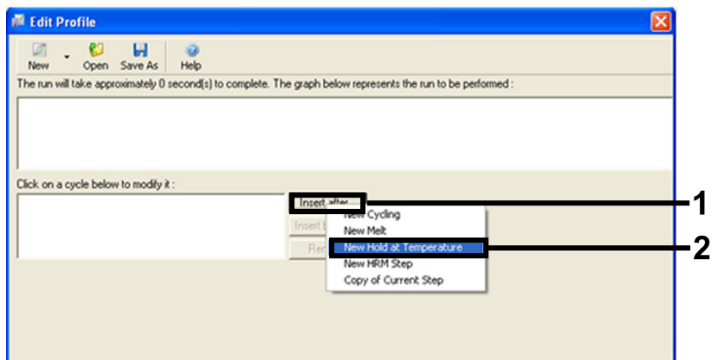 Edit Profile
New Open Save As Help
The run will take approximately 0 second(s) to complete. The graph below represents the run to be performed :
Click on a cycle below to modify it :
Insert after
1
New Cycling
Insert
New Melt
New Hold at Temperature
2
New HRM Step
Copy of Current Step